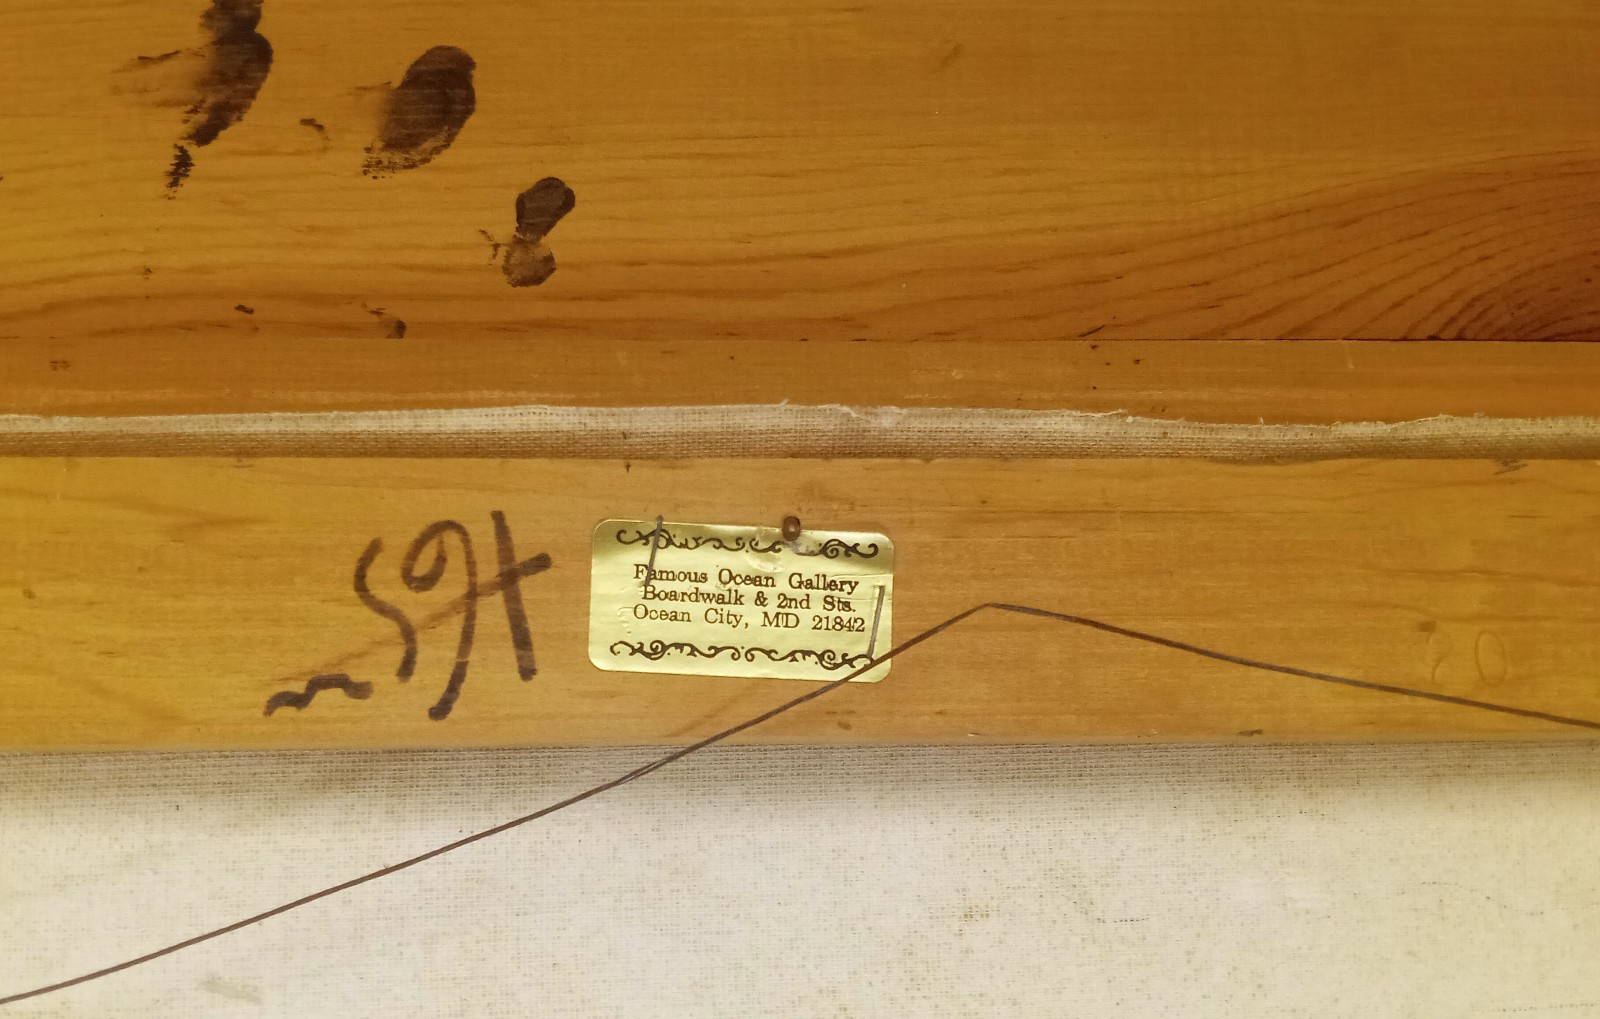 Famous Ocean Gallery
Boardwalk & 2nd Sts.
Ocean City, MD 21842